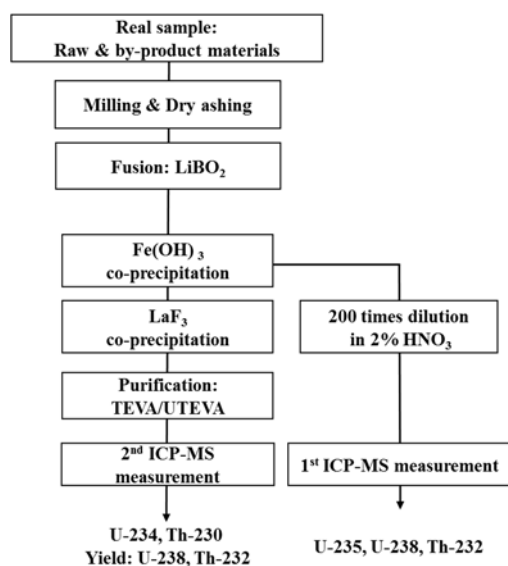 Real sample:
Raw & by-product materials
Milling & Dry ashing
Fusion: LiBO₂
Fe(OH)₃
co-precipitation
LaF₃
co-precipitation
Purification:
TEVA/UTEVA
2ⁿᵈ ICP-MS
measurement
U-234, Th-230
Yield: U-238, Th-232
200 times dilution
in 2% HNO₃
1ˢᵗ ICP-MS measurement
U-235, U-238, Th-232